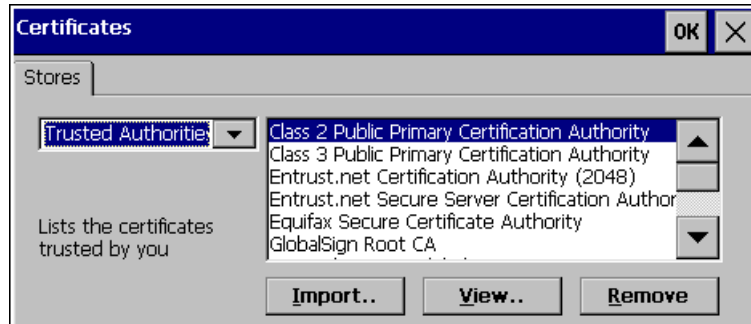 Certificates OK
Stores
Trusted Authorities
Class 2 Public Primary Certification Authority
Class 3 Public Primary Certification Authority
Entrust.net Certification Authority (2048)
Entrust.net Secure Server Certification Author
Equifax Secure Certificate Authority
GlobalSign Root CA
Lists the certificates
trusted by you
Import.. View.. Remove